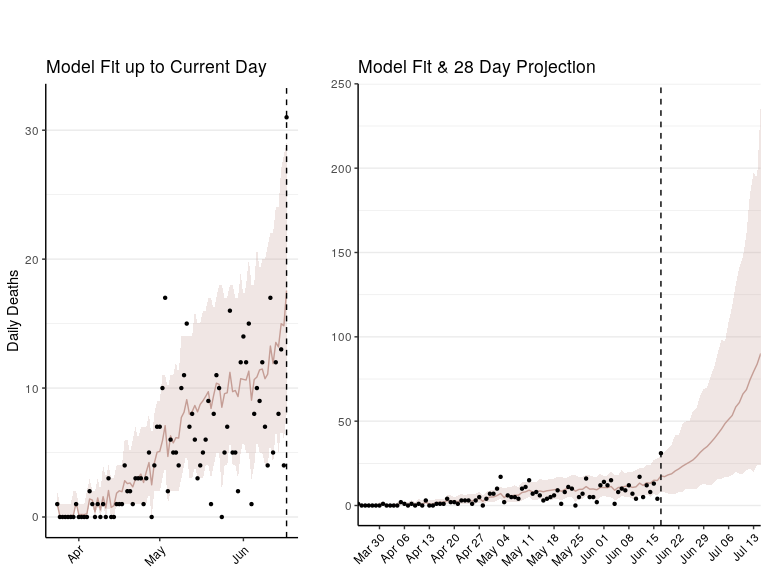 Model Fit up to Current Day
Daily Deaths
30
20
10
0
Apr
May
Jun
Model Fit & 28 Day Projection
250
200
150
100
50
0
Mar 30
Apr 06
Apr 13
Apr 20
Apr 27
May 04
May 11
May 18
May 25
Jun 01
Jun 08
Jun 15
Jun 22
Jun 29
Jul 06
Jul 13